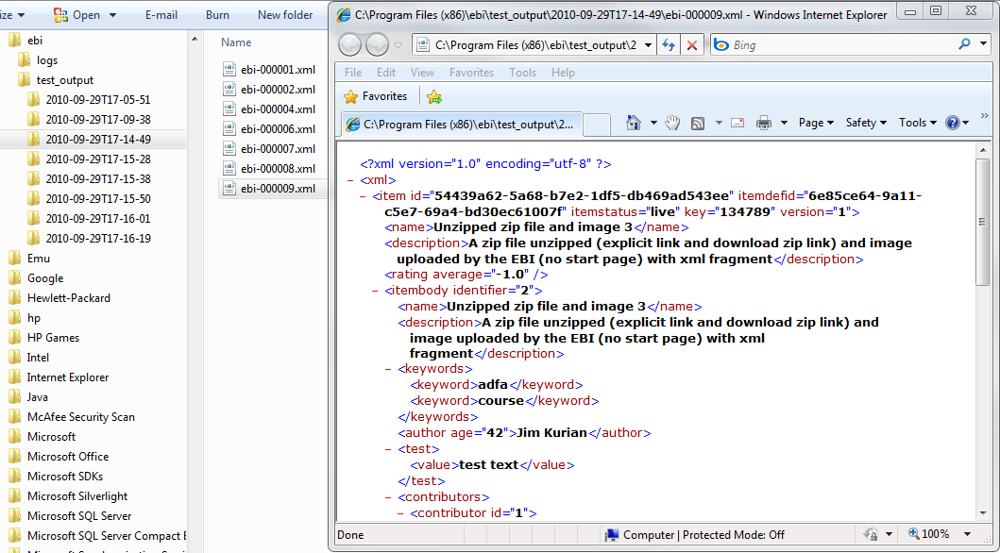 ize
Open
E-mail
Burn
New folder
ebi
logs
test_output
2010-09-29T17-05-51
2010-09-29T17-09-38
2010-09-29T17-14-49
2010-09-29T17-15-28
2010-09-29T17-15-38
2010-09-29T17-15-50
2010-09-29T17-16-01
2010-09-29T17-16-19
Emu
Google
Hewlett-Packard
hp
HP Games
Intel
Internet Explorer
Java
McAfee Security Scan
Microsoft
Microsoft Office
Microsoft SDKs
Microsoft Silverlight
Microsoft SQL Server
Microsoft SQL Server Compact E
Name
ebi-000001.xml
ebi-000002.xml
ebi-000004.xml
ebi-000006.xml
ebi-000007.xml
ebi-000008.xml
ebi-000009.xml
C:\Program Files (x86)\ebi\test_output\2010-09-29T17-14-49\ebi-000009.xml - Windows Internet Explorer
C:\Program Files (x86)\ebi\test_output\2
Bing
File Edit View Favorites Tools Help
Favorites
C:\Program Files (x86)\ebi\test_output\2...
Page Safety Tools
<?xml version="1.0" encoding="utf-8" ?>
- <xml>
- <item id="54439a62-5a68-b7e2-1df5-db469ad543ee" itemdefid="6e85ce64-9a11-
c5e7-69a4-bd30ec61007f" itemstatus="live" key="134789" version="1">
<name>Unzipped zip file and image 3</name>
<description>A zip file unzipped (explicit link and download zip link) and image
uploaded by the EBI (no start page) with xml fragment</description>
<rating average="-1.0" />
- <itembody identifier="2">
<name>Unzipped zip file and image 3</name>
<description>A zip file unzipped (explicit link and download zip link) and
image uploaded by the EBI (no start page) with xml
fragment</description>
- <keywords>
<keyword>adfa</keyword>
<keyword>course</keyword>
</keywords>
<author age="42">Jim Kurian</author>
- <test>
<value>test text</value>
</test>
- <contributors>
- <contributor id="1">
Done
Computer | Protected Mode: Off
100%